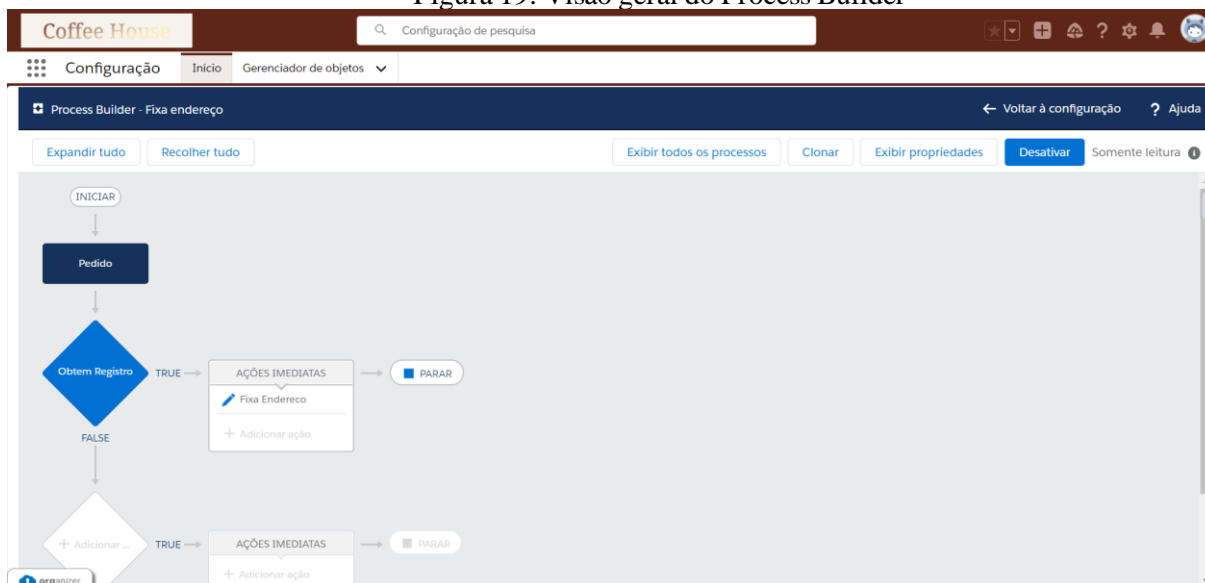 Figura 19: Visão geral do Process Builder
Coffee House
Configuração de pesquisa
Configuração Início Gerenciador de objetos
Process Builder - Fixa endereço
Voltar à configuração ? Ajuda
Expandir tudo Recolher tudo Exibir todos os processos Clonar Exibir propriedades Desativar Somente leitura
INICIAR
Pedido
Obtem Registro TRUE AÇÕES IMEDIATAS PARAR
Fixa Endereco
+ Adicionar ação
FALSE
+ Adicionar ... TRUE AÇÕES IMEDIATAS PARAR
+ Adicionar ação
organizer